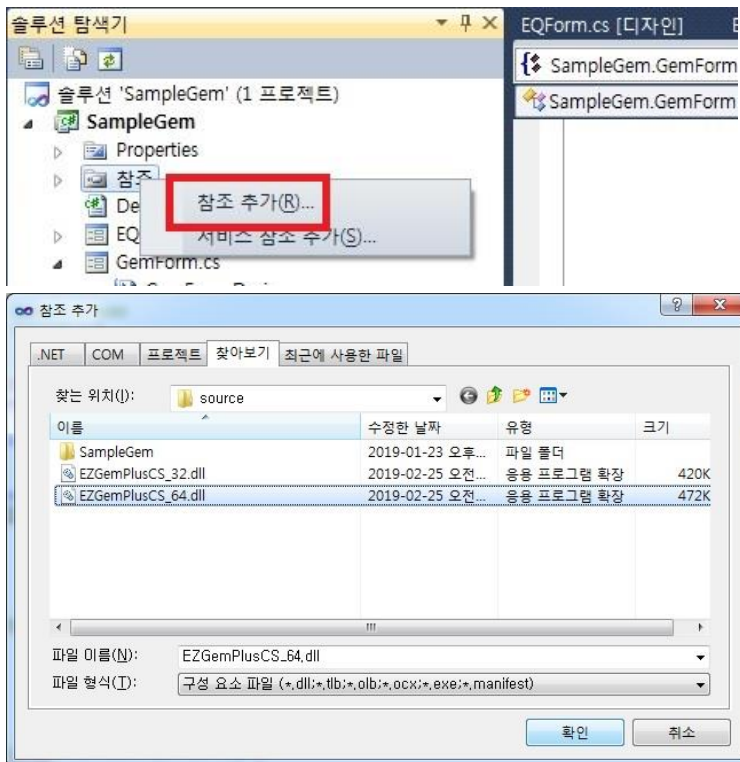 솔루션 탐색기
EQForm.cs [디자인]
SampleGem.GemForm
솔루션 'SampleGem' (1 프로젝트)
SampleGem.GemForm
SampleGem
Properties
참조
참조 추가(R)...
De
EQ
서비스 참조 추가(S)...
GemForm.cs
참조 추가
.NET COM 프로젝트 찾아보기 최근에 사용한 파일
찾는 위치(I): source
이름 수정한 날짜 유형 크기
SampleGem 2019-01-23 오후... 파일 폴더
EZGemPlusCS_32.dll 2019-02-25 오전... 응용 프로그램 확장 420K
EZGemPlusCS_64.dll 2019-02-25 오전... 응용 프로그램 확장 472K
파일 이름(N): EZGemPlusCS_64.dll
파일 형식(T): 구성 요소 파일 (*.dll;*.tlb;*.olb;*.ocx;*.exe;*.manifest)
확인 취소